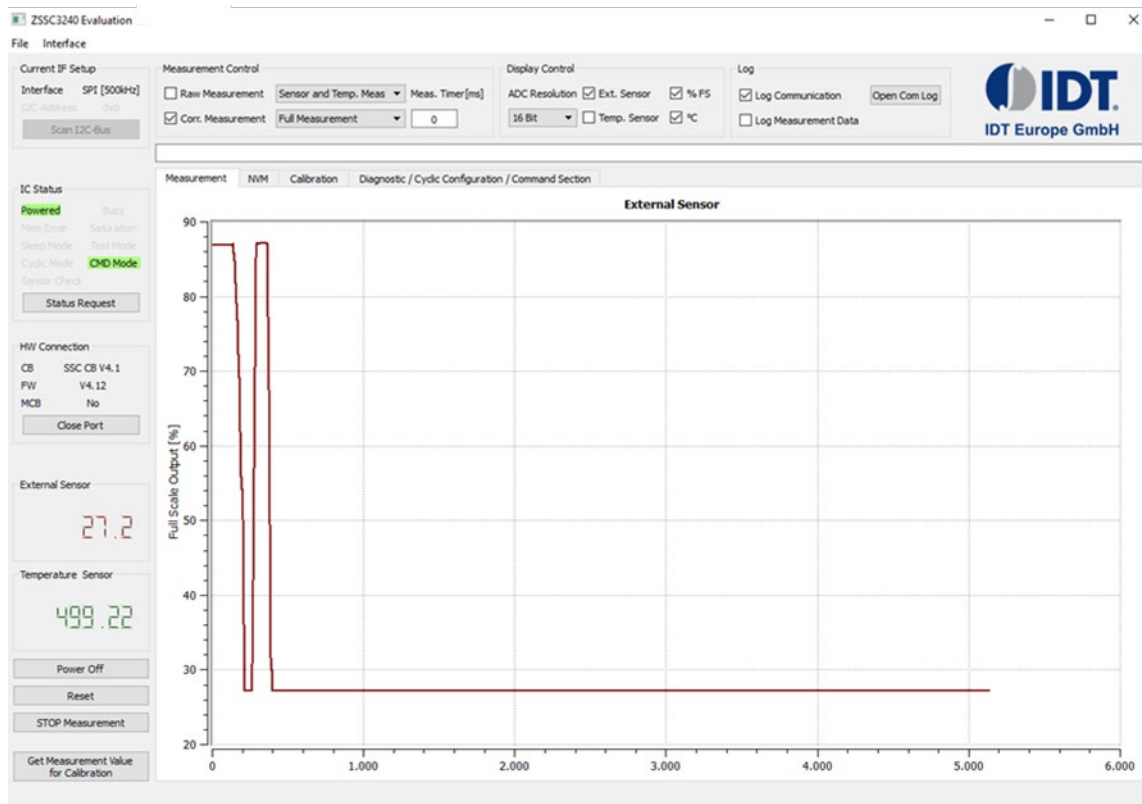 ZSSC3240 Evaluation
File Interface
Current IF Setup
Interface SPI [500kHz]
I2C-Address 0x0
Scan I2C-Bus
Measurement Control
Raw Measurement Sensor and Temp. Meas Meas. Timer[ms]
Corr. Measurement Full Measurement 0
Display Control
ADC Resolution Ext. Sensor % FS
16 Bit Temp. Sensor °C
Log
Log Communication Open Com Log
Log Measurement Data
IDT.
IDT Europe GmbH
IC Status
Powered Busy
Mem Error Saturation
Sleep Mode Test Mode
Cyclic Mode CMD Mode
Sensor Check
Status Request
HW Connection
CB SSC CB V4.1
FW V4.12
MCB No
Close Port
External Sensor
27.2
Temperature Sensor
499.22
Power Off
Reset
STOP Measurement
Get Measurement Value
for Calibration
Measurement NVM Calibration Diagnostic / Cyclic Configuration / Command Section
External Sensor
Full Scale Output [%]
90
80
70
60
50
40
30
20
0 1.000 2.000 3.000 4.000 5.000 6.000